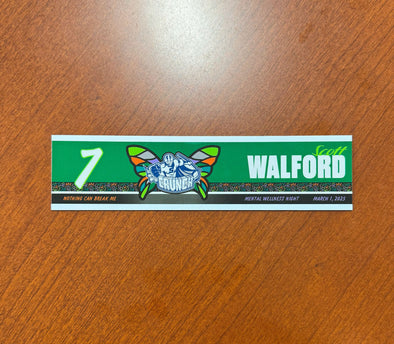 7
CRUNCH
Scott
WALFORD
NOTHING CAN BREAK ME
MENTAL WELLNESS NIGHT MARCH 1, 2025